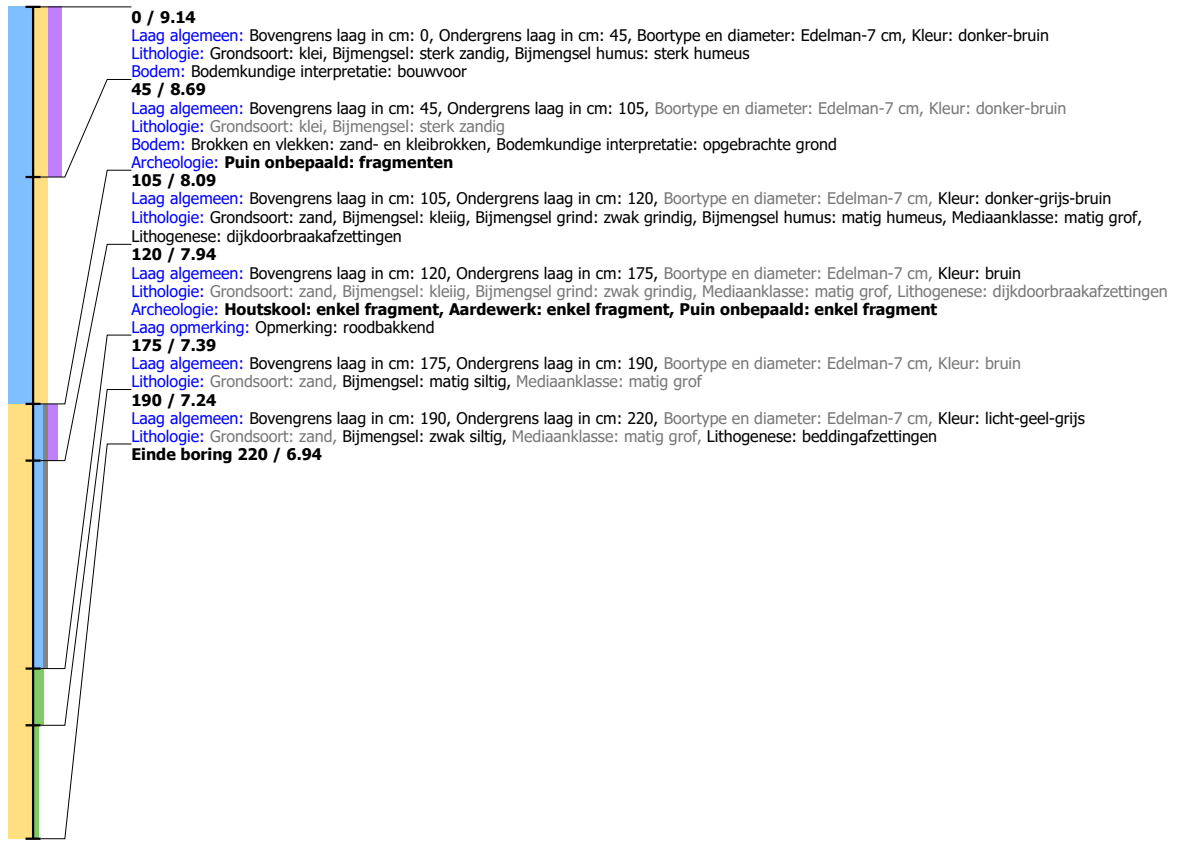 0 / 9.14
Laag algemeen: Bovengrens laag in cm: 0, Ondergrens laag in cm: 45, Boortype en diameter: Edelman-7 cm, Kleur: donker-bruin
Lithologie: Grondsoort: klei, Bijmengsel: sterk zandig, Bijmengsel humus: sterk humeus
Bodem: Bodemkundige interpretatie: bouwvoor
45 / 8.69
Laag algemeen: Bovengrens laag in cm: 45, Ondergrens laag in cm: 105, Boortype en diameter: Edelman-7 cm, Kleur: donker-bruin
Lithologie: Grondsoort: klei, Bijmengsel: sterk zandig
Bodem: Brokken en vlekken: zand- en kleibrokken, Bodemkundige interpretatie: opgebrachte grond
Archeologie: Puin onbepaald: fragmenten
105 / 8.09
Laag algemeen: Bovengrens laag in cm: 105, Ondergrens laag in cm: 120, Boortype en diameter: Edelman-7 cm, Kleur: donker-grijs-bruin
Lithologie: Grondsoort: zand, Bijmengsel: kleiig, Bijmengsel grind: zwak grindig, Bijmengsel humus: matig humeus, Mediaanklasse: matig grof,
Lithogenese: dijkdoorbraakafzettingen
120 / 7.94
Laag algemeen: Bovengrens laag in cm: 120, Ondergrens laag in cm: 175, Boortype en diameter: Edelman-7 cm, Kleur: bruin
Lithologie: Grondsoort: zand, Bijmengsel: kleiig, Bijmengsel grind: zwak grindig, Mediaanklasse: matig grof, Lithogenese: dijkdoorbraakafzettingen
Archeologie: Houtskool: enkel fragment, Aardewerk: enkel fragment, Puin onbepaald: enkel fragment
Laag opmerking: Opmerking: roodbakkend
175 / 7.39
Laag algemeen: Bovengrens laag in cm: 175, Ondergrens laag in cm: 190, Boortype en diameter: Edelman-7 cm, Kleur: bruin
Lithologie: Grondsoort: zand, Bijmengsel: matig siltig, Mediaanklasse: matig grof
190 / 7.24
Laag algemeen: Bovengrens laag in cm: 190, Ondergrens laag in cm: 220, Boortype en diameter: Edelman-7 cm, Kleur: licht-geel-grijs
Lithologie: Grondsoort: zand, Bijmengsel: zwak siltig, Mediaanklasse: matig grof, Lithogenese: beddingafzettingen
Einde boring 220 / 6.94